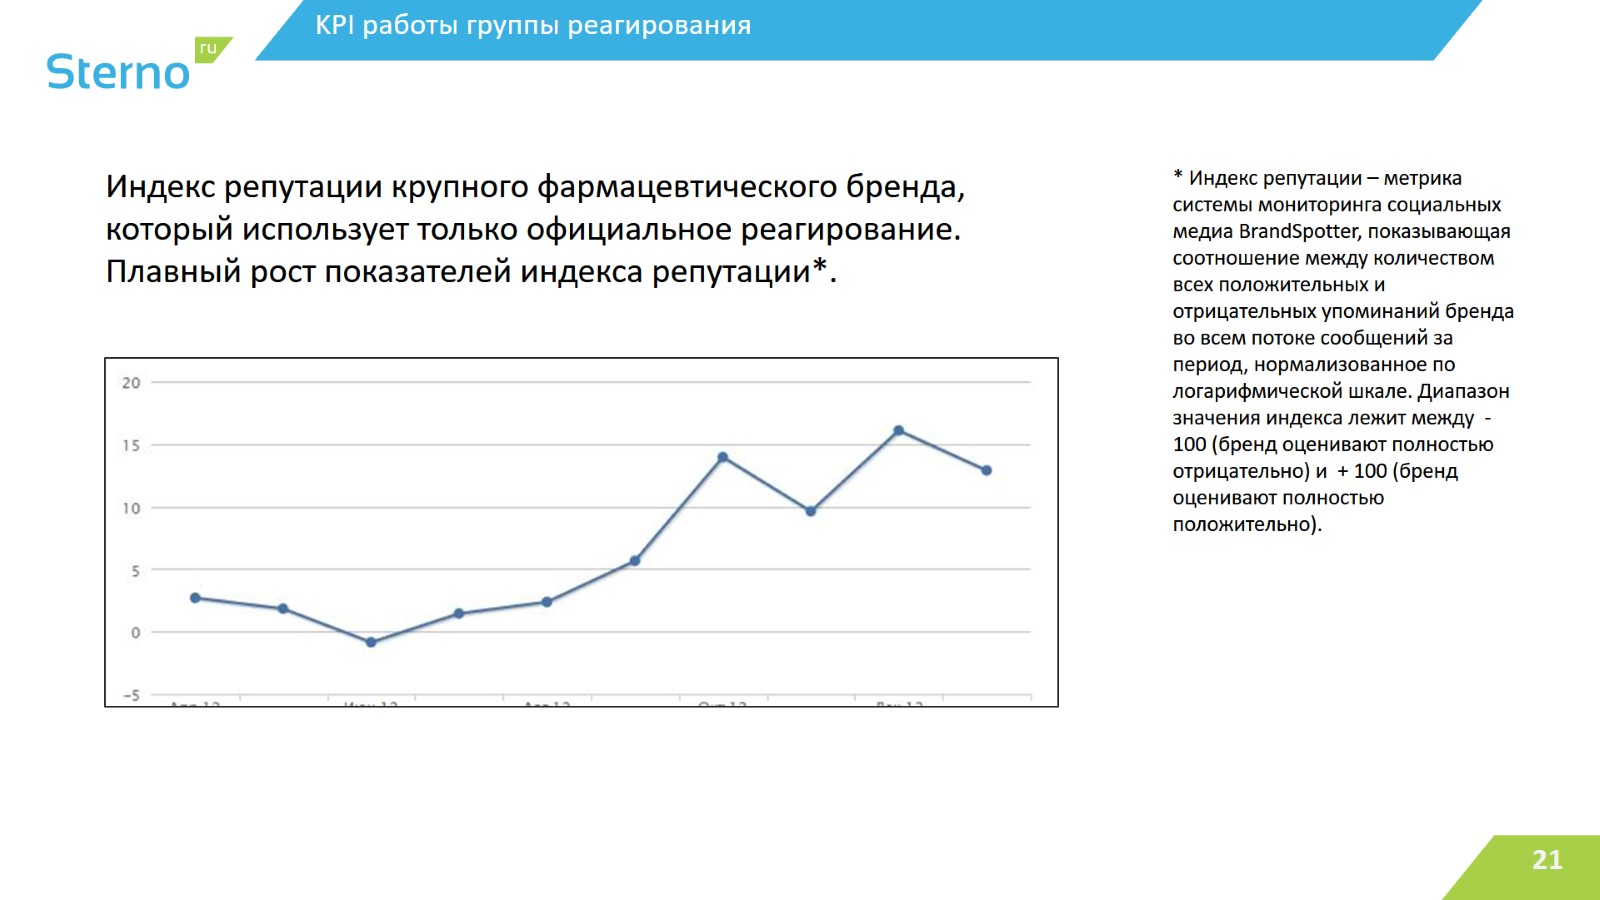 KPI работы группы реагирования
Sterno
ru
Индекс репутации крупного фармацевтического бренда,
который использует только официальное реагирование.
Плавный рост показателей индекса репутации*.
* Индекс репутации – метрика
системы мониторинга социальных
медиа BrandSpotter, показывающая
соотношение между количеством
всех положительных и
отрицательных упоминаний бренда
во всем потоке сообщений за
период, нормализованное по
логарифмической шкале. Диапазон
значения индекса лежит между -
100 (бренд оценивают полностью
отрицательно) и + 100 (бренд
оценивают полностью
положительно).
20
15
10
5
0
−5
21